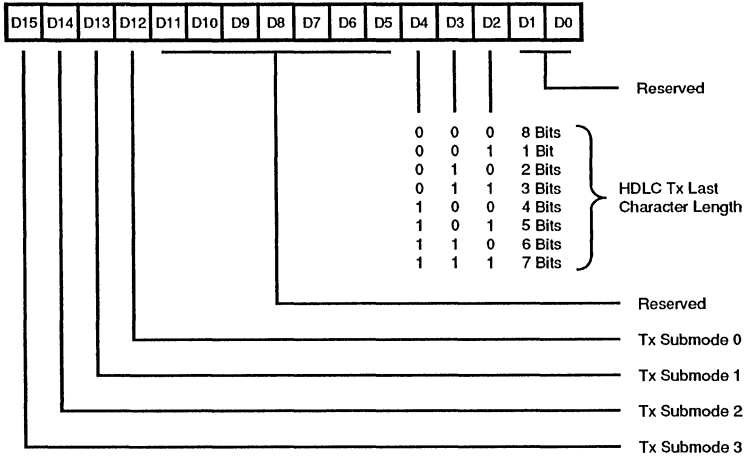 D15 D14 D13 D12 D11 D10 D9 D8 D7 D6 D5 D4 D3 D2 D1 D0
Reserved
0 0 0 8 Bits
0 0 1 1 Bit
0 1 0 2 Bits
0 1 1 3 Bits
1 0 0 4 Bits
1 0 1 5 Bits
1 1 0 6 Bits
1 1 1 7 Bits
HDLC Tx Last
Character Length
Reserved
Tx Submode 0
Tx Submode 1
Tx Submode 2
Tx Submode 3